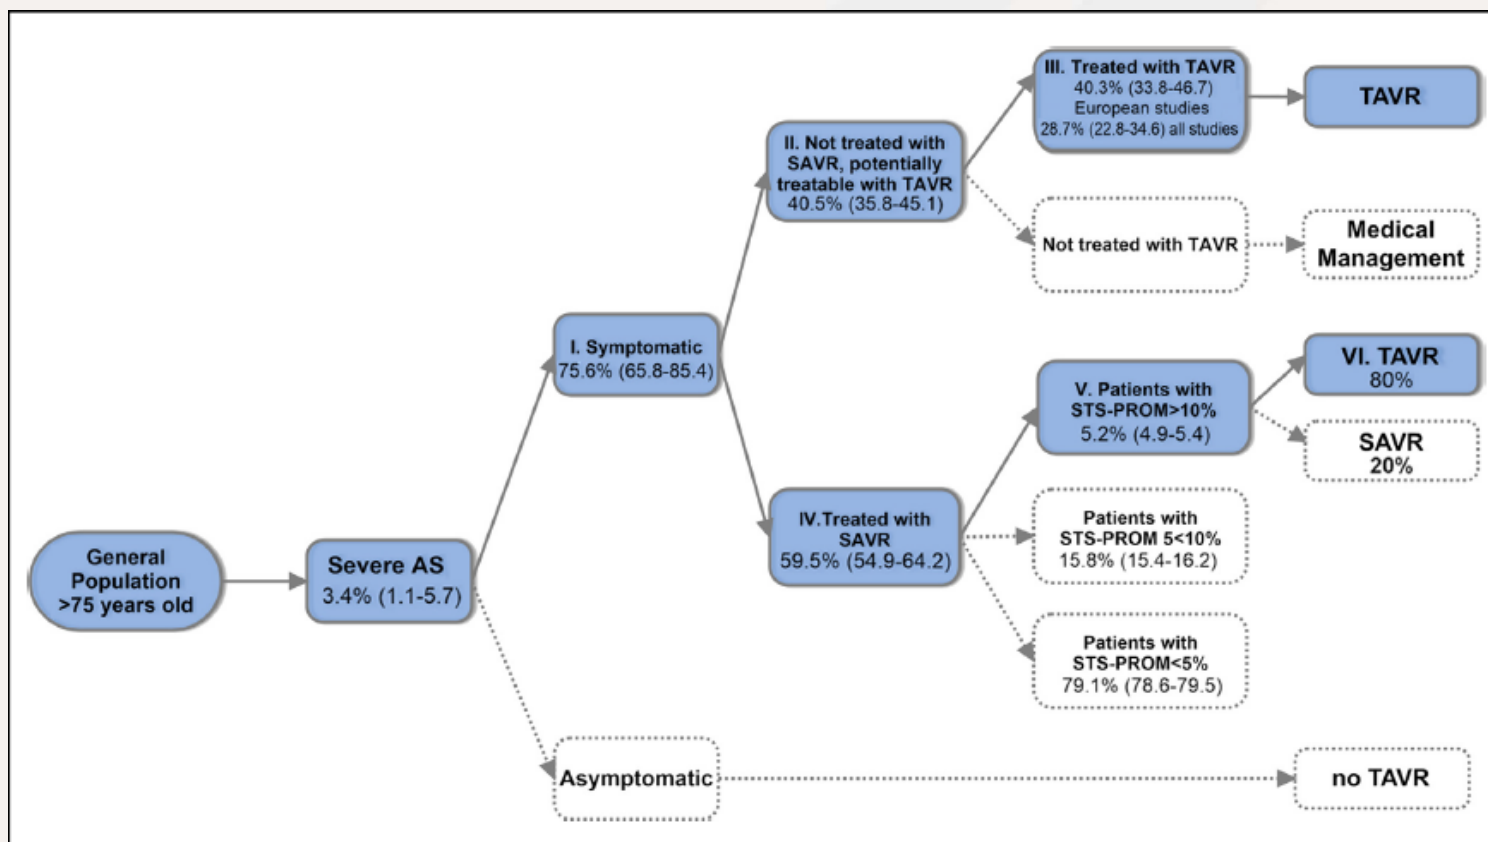 General
Population
>75 years old
Severe AS
3.4% (1.1-5.7)
I. Symptomatic
75.6% (65.8-85.4)
Asymptomatic
II. Not treated with
SAVR, potentially
treatable with TAVR
40.5% (35.8-45.1)
IV.Treated with
SAVR
59.5% (54.9-64.2)
III. Treated with TAVR
40.3% (33.8-46.7)
European studies
28.7% (22.8-34.6) all studies
Not treated with TAVR
V. Patients with
STS-PROM>10%
5.2% (4.9-5.4)
Patients with
STS-PROM 5<10%
15.8% (15.4-16.2)
Patients with
STS-PROM<5%
79.1% (78.6-79.5)
TAVR
Medical
Management
VI. TAVR
80%
SAVR
20%
no TAVR